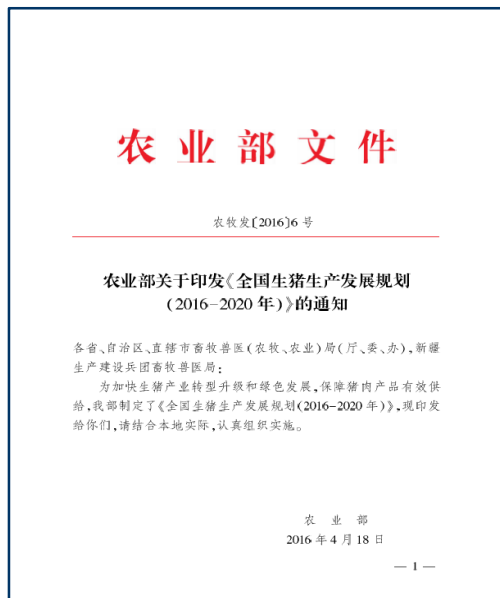 农业部文件
农牧发〔2016〕6号
农业部关于印发《全国生猪生产发展规划
(2016-2020年)》的通知
各省、自治区、直辖市畜牧兽医(农牧、农业)局(厅、委、办),新疆
生产建设兵团畜牧兽医局:
为加快生猪产业转型升级和绿色发展,保障猪肉产品有效供
给,我部制定了《全国生猪生产发展规划(2016-2020年)》,现印发
给你们,请结合本地实际,认真组织实施。
农业部
2016年4月18日
— 1 —